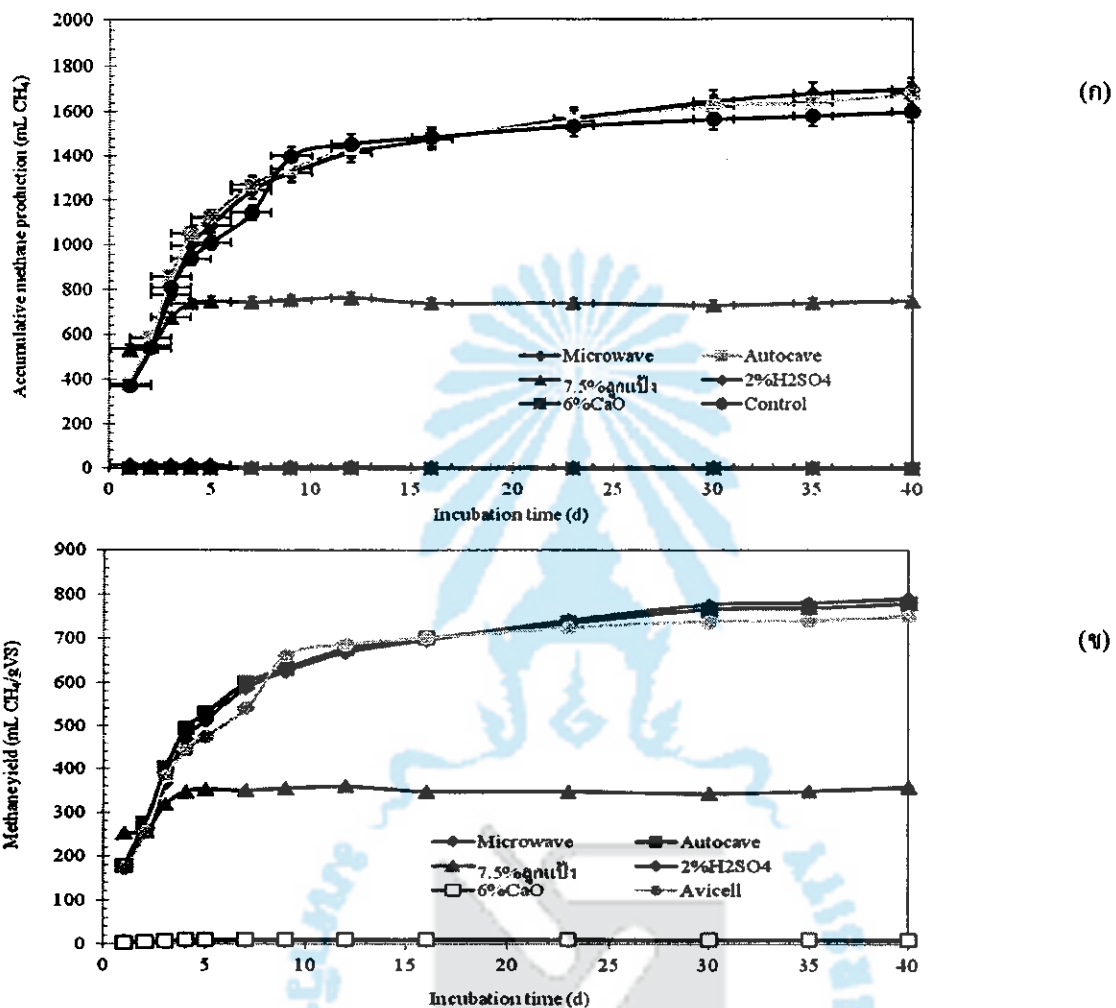 2000
1800
1600
1400
1200
1000
800
600
400
200
0
Accumulative methane production (mL CH₄)
(ก)
Microwave
Autocave
7.5%ลูกแป้ง
2%H2SO4
6%CaO
Control
0 5 10 15 20 25 30 35 40
Incubation time (d)
900
800
700
600
500
400
300
200
100
0
Methane yield (mL CH₄/gVS)
(ข)
Microwave
Autocave
7.5%ลูกแป้ง
2%H2SO4
6%CaO
Avicell
0 5 10 15 20 25 30 35 40
Incubation time (d)